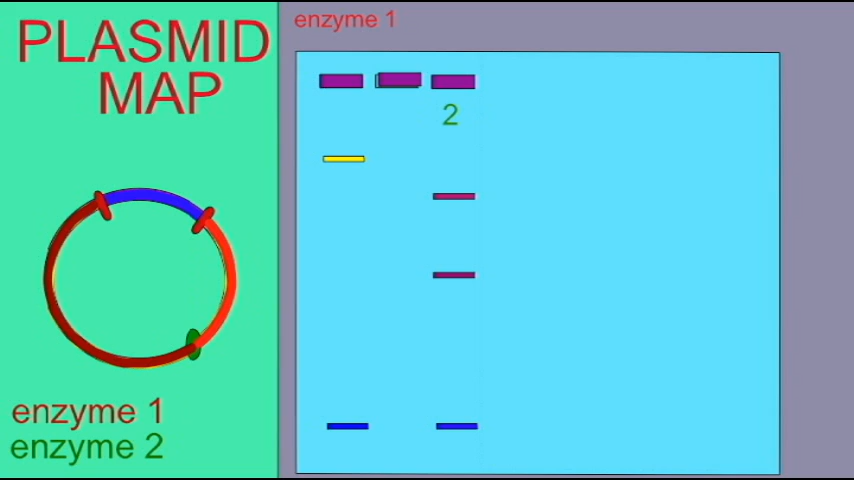 PLASMID
MAP
enzyme 1
enzyme 2
enzyme 1
2